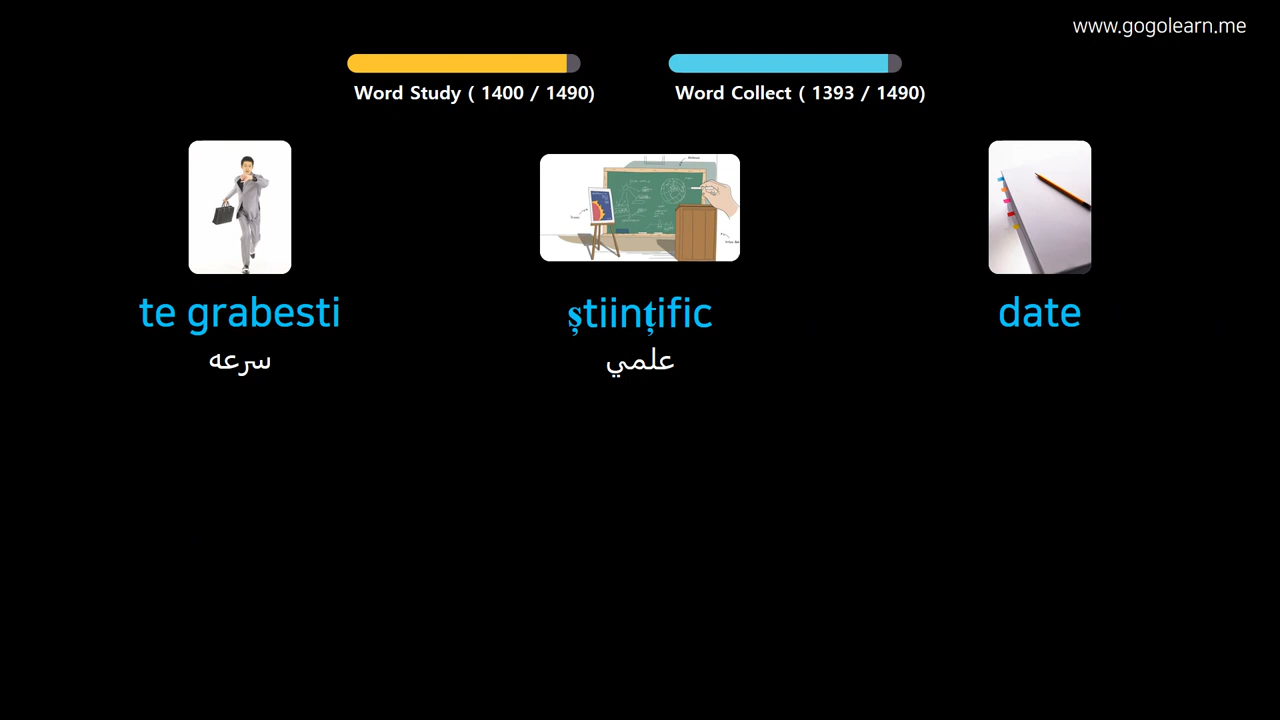 www.gogolearn.me
Word Study ( 1400 / 1490)
Word Collect ( 1393 / 1490)
te grabesti
științific
date
سرعه
علمي